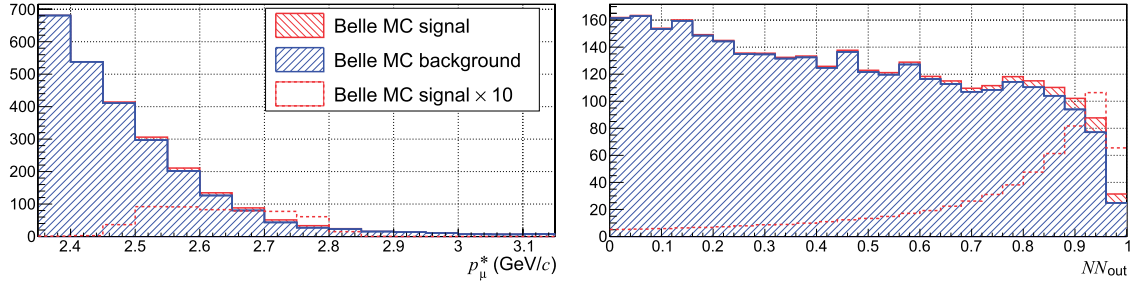 700
600
500
400
300
200
100
0
Belle MC signal
Belle MC background
Belle MC signal × 10
2.4 2.5 2.6 2.7 2.8 2.9 3 3.1
p*μ (GeV/c)
160
140
120
100
80
60
40
20
0
0 0.1 0.2 0.3 0.4 0.5 0.6 0.7 0.8 0.9 1
NNout